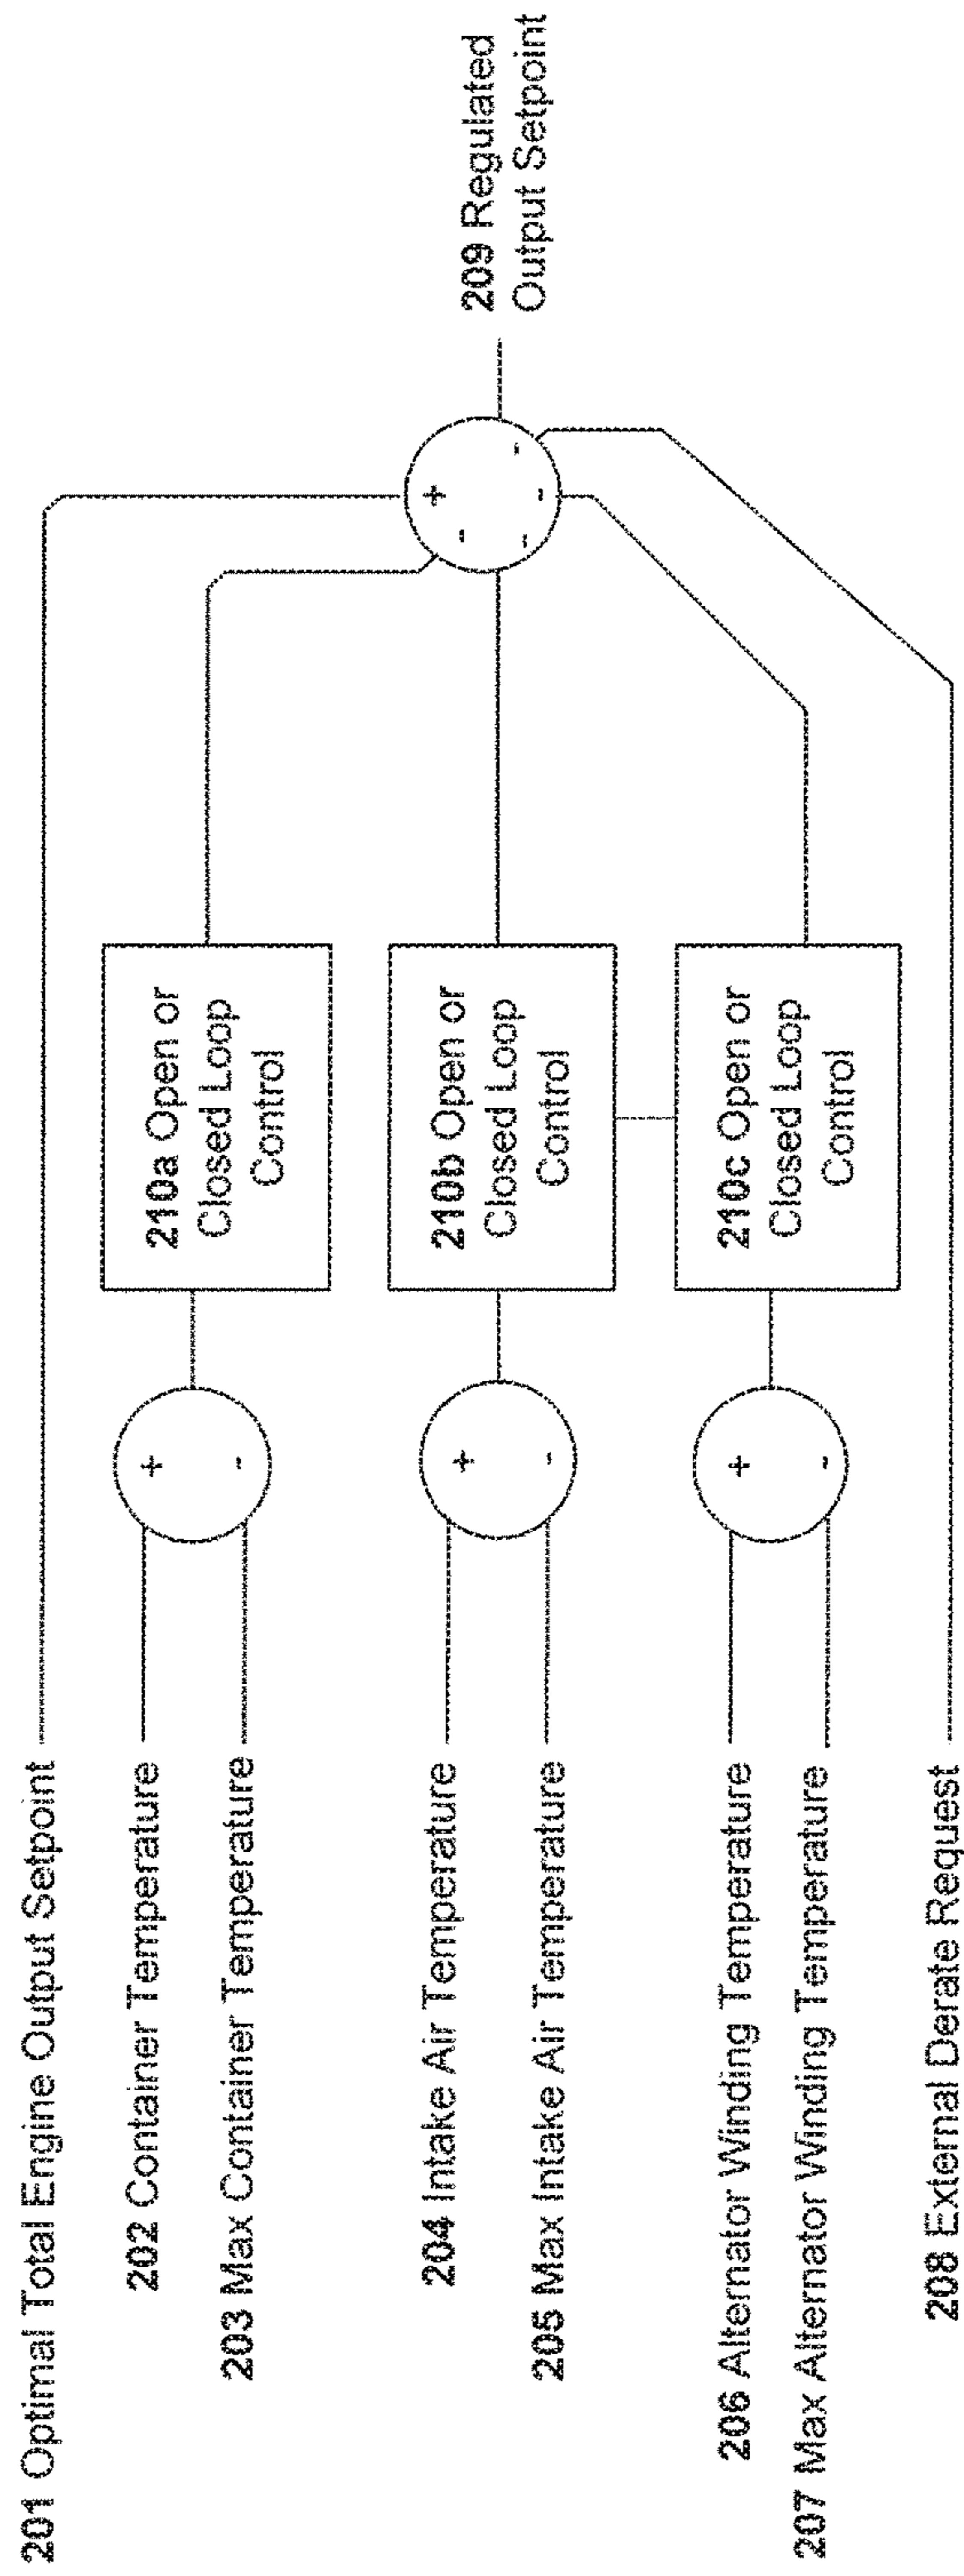 201 Optimal Total Engine Output Setpoint
202 Container Temperature
203 Max Container Temperature
+
-
210a Open or
Closed Loop
Control
204 Intake Air Temperature
205 Max Intake Air Temperature
+
-
210b Open or
Closed Loop
Control
206 Alternator Winding Temperature
207 Max Alternator Winding Temperature
+
-
210c Open or
Closed Loop
Control
208 External Derate Request
+
-
-
-
-
209 Regulated
Output Setpoint